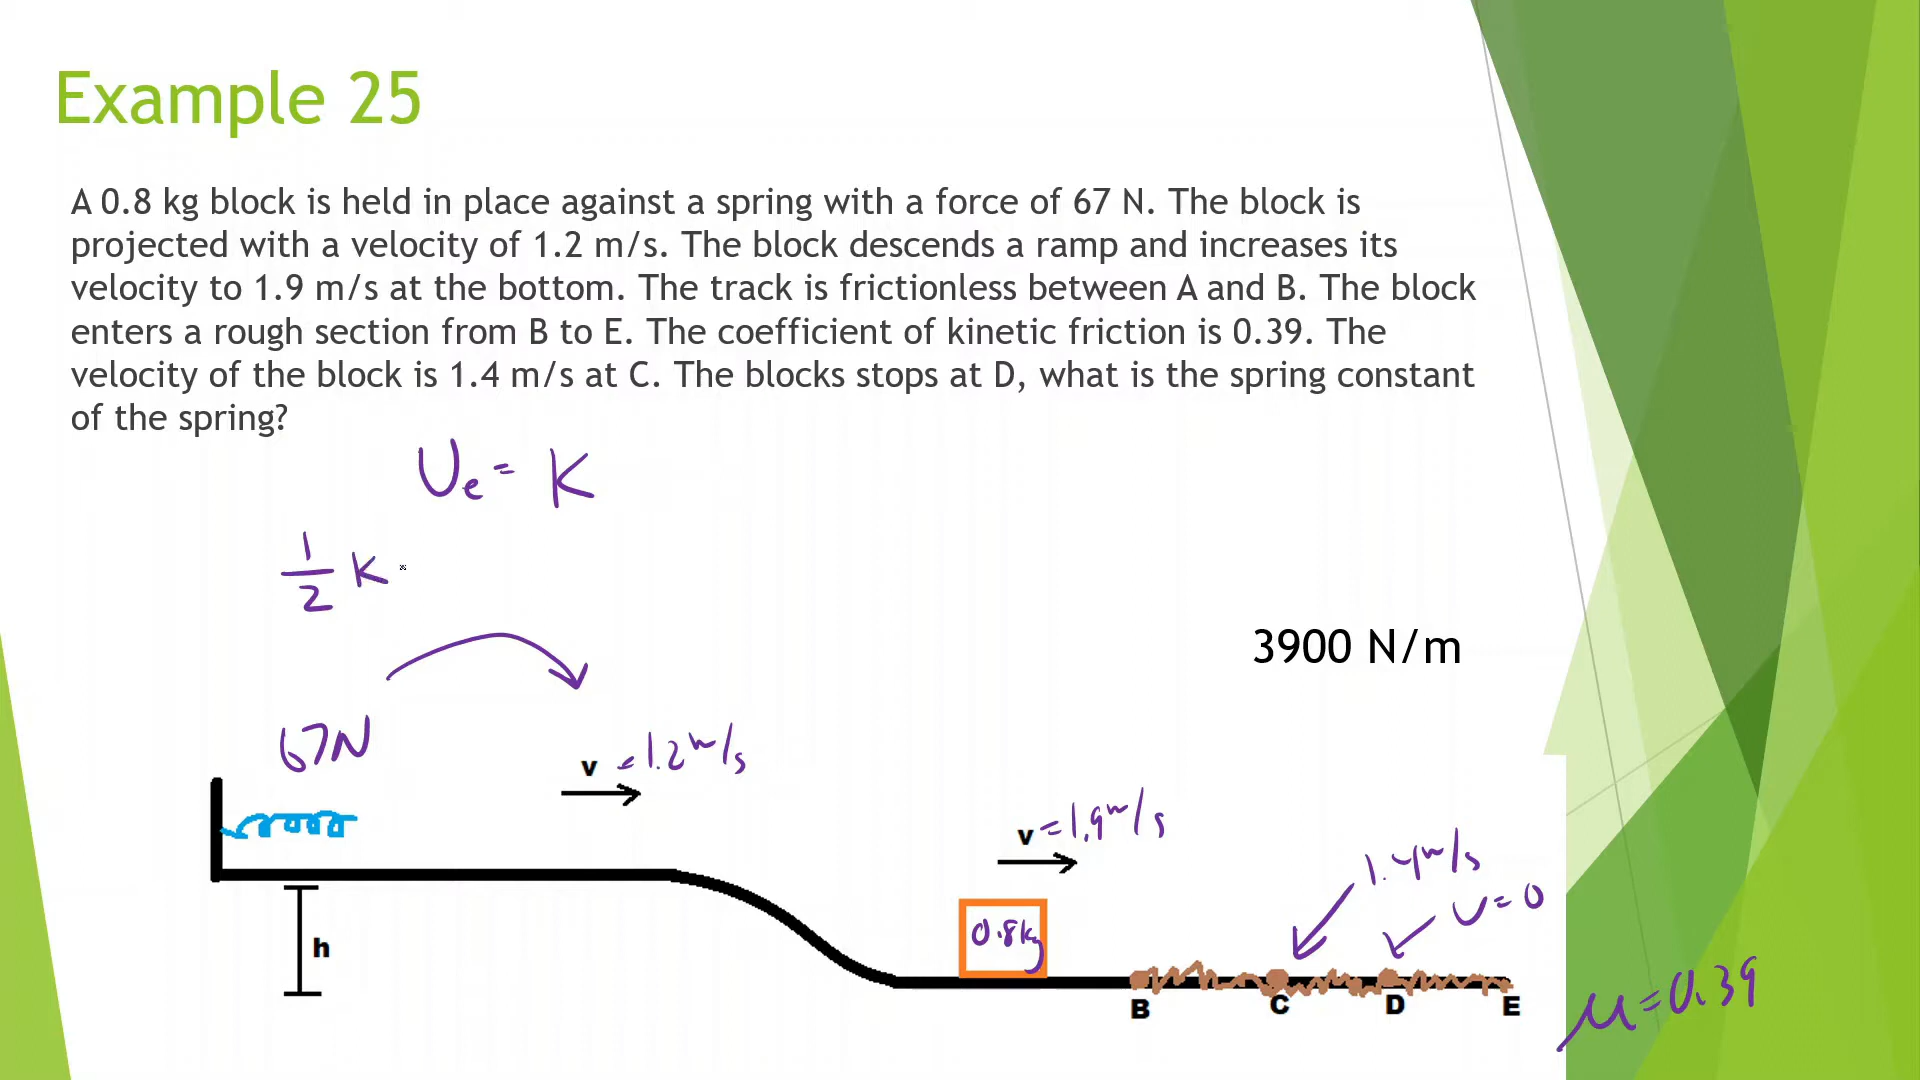 Example 25
A 0.8 kg block is held in place against a spring with a force of 67 N. The block is
projected with a velocity of 1.2 m/s. The block descends a ramp and increases its
velocity to 1.9 m/s at the bottom. The track is frictionless between A and B. The block
enters a rough section from B to E. The coefficient of kinetic friction is 0.39. The
velocity of the block is 1.4 m/s at C. The blocks stops at D, what is the spring constant
of the spring?
Ue = K
1/2 K
3900 N/m
67N
v = 1.2 m/s
v = 1.9 m/s
1.4 m/s
v = 0
0.8kg
h
B
C
D
E
μ = 0.39